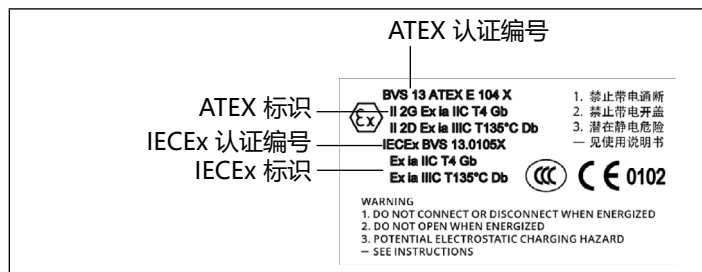 ATEX 认证编号
ATEX 标识
IECEx 认证编号
IECEx 标识
BVS 13 ATEX E 104 X
II 2G Ex ia IIC T4 Gb
II 2D Ex ia IIIC T135°C Db
IECEx BVS 13.0105X
Ex ia IIC T4 Gb
Ex ia IIIC T135°C Db
εx
1. 禁止带电通断
2. 禁止带电开盖
3. 潜在静电危险
— 见使用说明书
CCC CE 0102
WARNING
1. DO NOT CONNECT OR DISCONNECT WHEN ENERGIZED
2. DO NOT OPEN WHEN ENERGIZED
3. POTENTIAL ELECTROSTATIC CHARGING HAZARD
— SEE INSTRUCTIONS